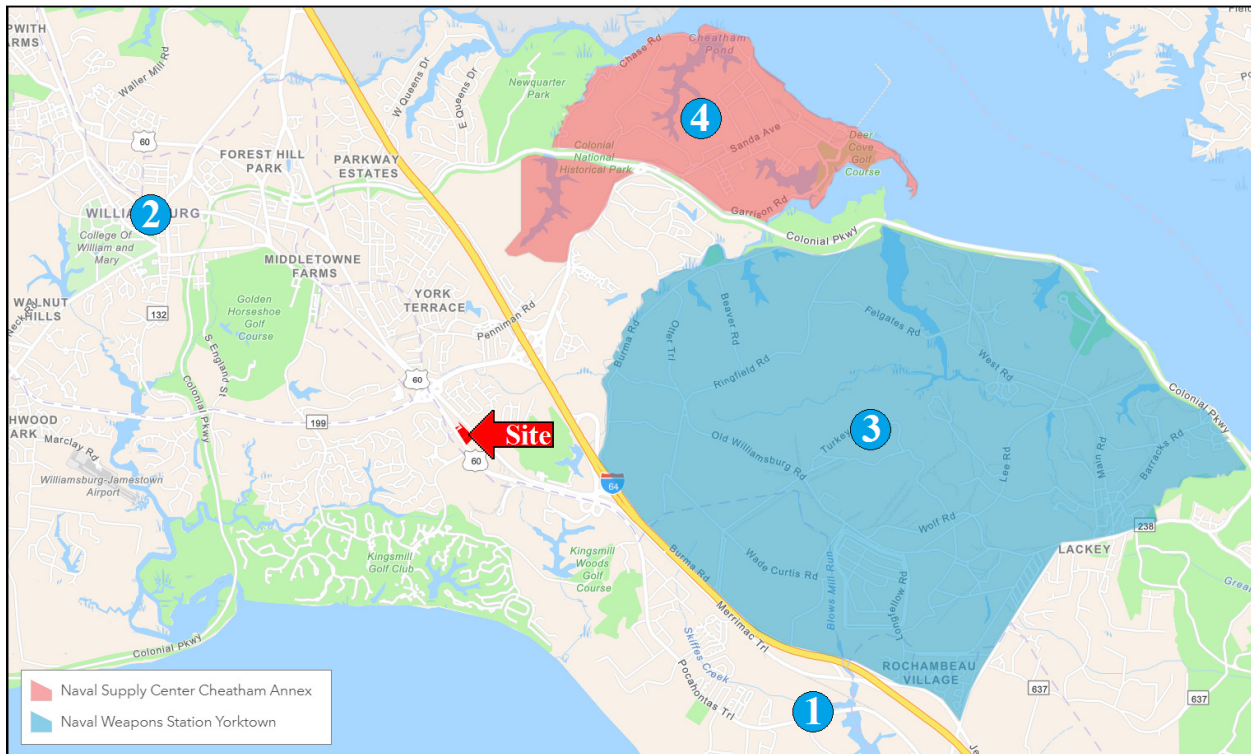 PWITH
ARMS
Waller Mill Rd
60
W Queens Dr
E Queens Dr
Newquarter
Park
Chase Rd
Cheatham
Pond
4
Sanda Ave
Deer
Cove
Golf
Course
FOREST HILL
PARK
PARKWAY
ESTATES
Colonial
National
Historical Park
Garrison Rd
Colonial Pkwy
2
College Of
William and
Mary
MIDDLETOWNE
FARMS
Golden
Horseshoe Golf
Course
YORK
TERRACE
Penniman Rd
WALNUT
HILLS
Neck Rd
132
S England St
Colonial Pkwy
Burma Rd
Otter Trl
Beaver Rd
Ringfield Rd
Felgates Rd
West Rd
Colonial Pkwy
60
199
Site
60
HWOOD
PARK
Marclay Rd
Williamsburg-Jamestown
Airport
Old Williamsburg Rd
Turkey
3
Lee Rd
Main Rd
Barracks Rd
64
Wolf Rd
238
LACKEY
Kingsmill
Golf Club
Kingsmill
Woods
Golf
Course
Burma Rd
Wade Curtis Rd
Blows Mill Run
Longfellow Rd
Merrimac Trl
Skiffes Creek
Pocahontas Trl
1
ROCHAMBEAU
VILLAGE
637
637
Colonial Pkwy
Naval Supply Center Cheatham Annex
Naval Weapons Station Yorktown